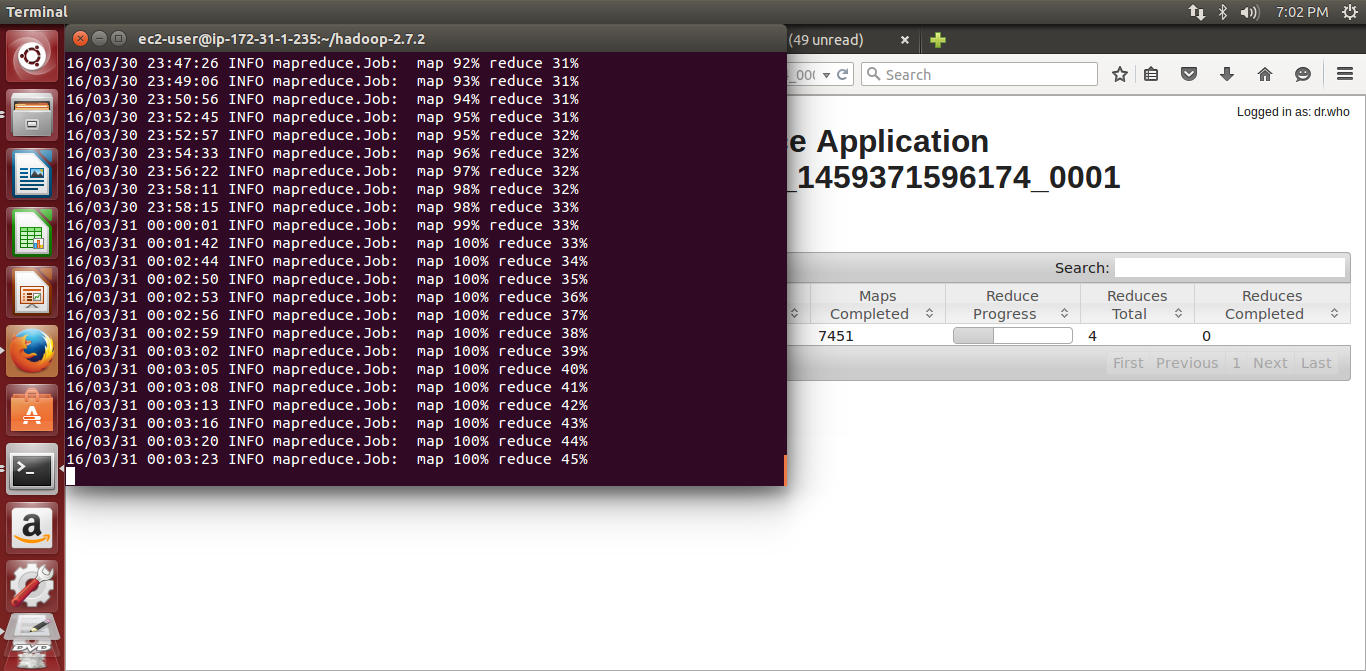 Terminal
7:02 PM
ec2-user@ip-172-31-1-235:~/hadoop-2.7.2
16/03/30 23:47:26 INFO mapreduce.Job:  map 92% reduce 31%
16/03/30 23:49:06 INFO mapreduce.Job:  map 93% reduce 31%
16/03/30 23:50:56 INFO mapreduce.Job:  map 94% reduce 31%
16/03/30 23:52:45 INFO mapreduce.Job:  map 95% reduce 31%
16/03/30 23:52:57 INFO mapreduce.Job:  map 95% reduce 32%
16/03/30 23:54:33 INFO mapreduce.Job:  map 96% reduce 32%
16/03/30 23:56:22 INFO mapreduce.Job:  map 97% reduce 32%
16/03/30 23:58:11 INFO mapreduce.Job:  map 98% reduce 32%
16/03/30 23:58:15 INFO mapreduce.Job:  map 98% reduce 33%
16/03/31 00:00:01 INFO mapreduce.Job:  map 99% reduce 33%
16/03/31 00:01:42 INFO mapreduce.Job:  map 100% reduce 33%
16/03/31 00:02:44 INFO mapreduce.Job:  map 100% reduce 34%
16/03/31 00:02:50 INFO mapreduce.Job:  map 100% reduce 35%
16/03/31 00:02:53 INFO mapreduce.Job:  map 100% reduce 36%
16/03/31 00:02:56 INFO mapreduce.Job:  map 100% reduce 37%
16/03/31 00:02:59 INFO mapreduce.Job:  map 100% reduce 38%
16/03/31 00:03:02 INFO mapreduce.Job:  map 100% reduce 39%
16/03/31 00:03:05 INFO mapreduce.Job:  map 100% reduce 40%
16/03/31 00:03:08 INFO mapreduce.Job:  map 100% reduce 41%
16/03/31 00:03:13 INFO mapreduce.Job:  map 100% reduce 42%
16/03/31 00:03:16 INFO mapreduce.Job:  map 100% reduce 43%
16/03/31 00:03:20 INFO mapreduce.Job:  map 100% reduce 44%
16/03/31 00:03:23 INFO mapreduce.Job:  map 100% reduce 45%
(49 unread)
Search
Logged in as: dr.who
Application
_1459371596174_0001
Search:
Maps Completed
Reduce Progress
Reduces Total
Reduces Completed
7451 4 0
First Previous 1 Next Last
a
DVD